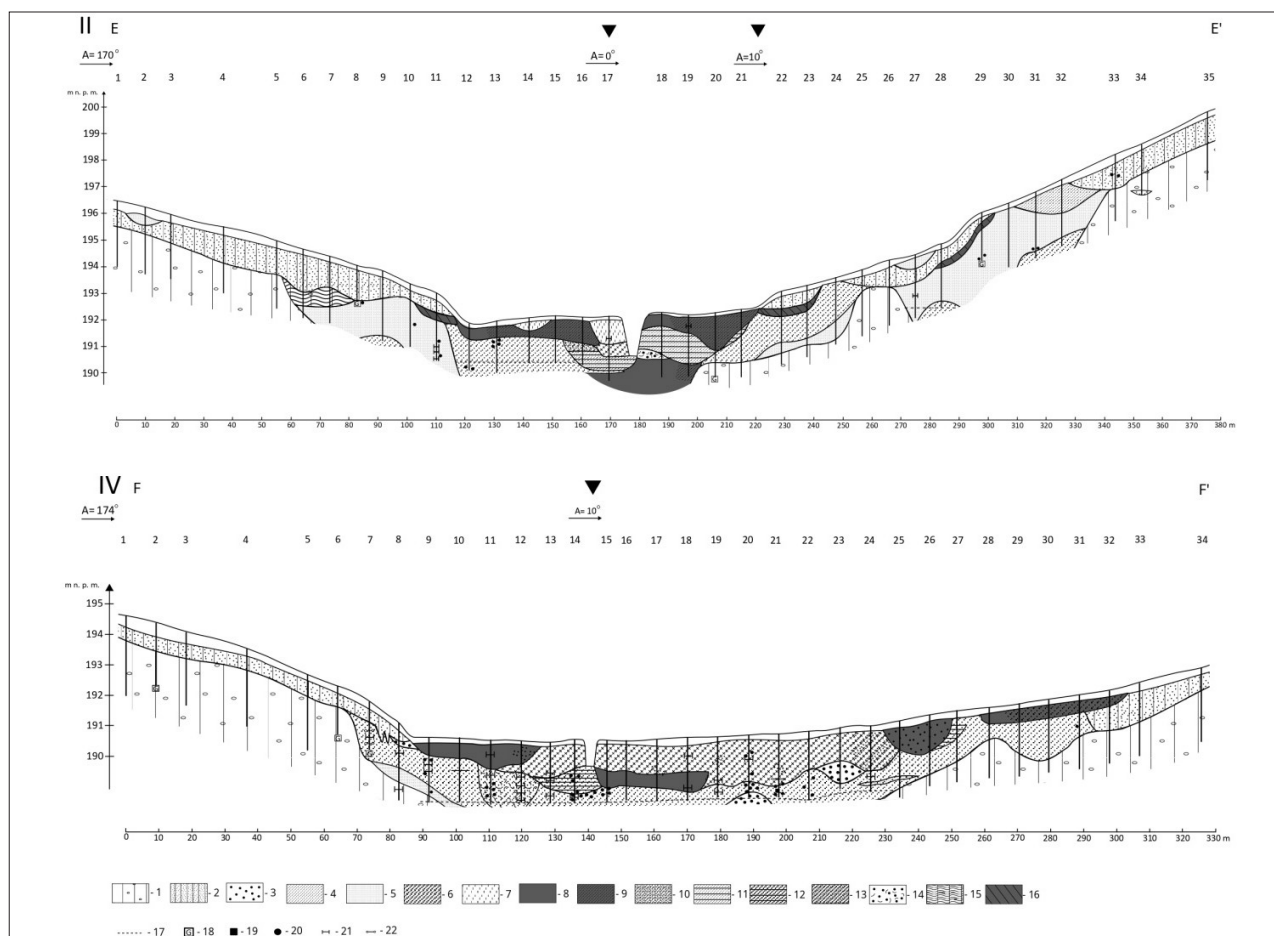 II E E'
A= 170° A= 0° A= 10°
1 2 3 4 5 6 7 8 9 10 11 12 13 14 15 16 17 18 19 20 21 22 23 24 25 26 27 28 29 30 31 32 33 34 35
m n. p. m.
200
199
198
197
196
195
194
193
192
191
190
G G G
0 10 20 30 40 50 60 70 80 90 100 110 120 130 140 150 160 170 180 190 200 210 220 230 240 250 260 270 280 290 300 310 320 330 340 350 360 370 380 m
IV F F'
A= 174° A= 10°
1 2 3 4 5 6 7 8 9 10 11 12 13 14 15 16 17 18 19 20 21 22 23 24 25 26 27 28 29 30 31 32 33 34
m n. p. m.
195
194
193
192
191
190
G G G
0 10 20 30 40 50 60 70 80 90 100 110 120 130 140 150 160 170 180 190 200 210 220 230 240 250 260 270 280 290 300 310 320 330 m
- 1 - 2 - 3 - 4 - 5 - 6 - 7 - 8 - 9 - 10 - 11 - 12 - 13 - 14 - 15 - 16
- 17 G - 18 - 19 - 20 - 21 - 22